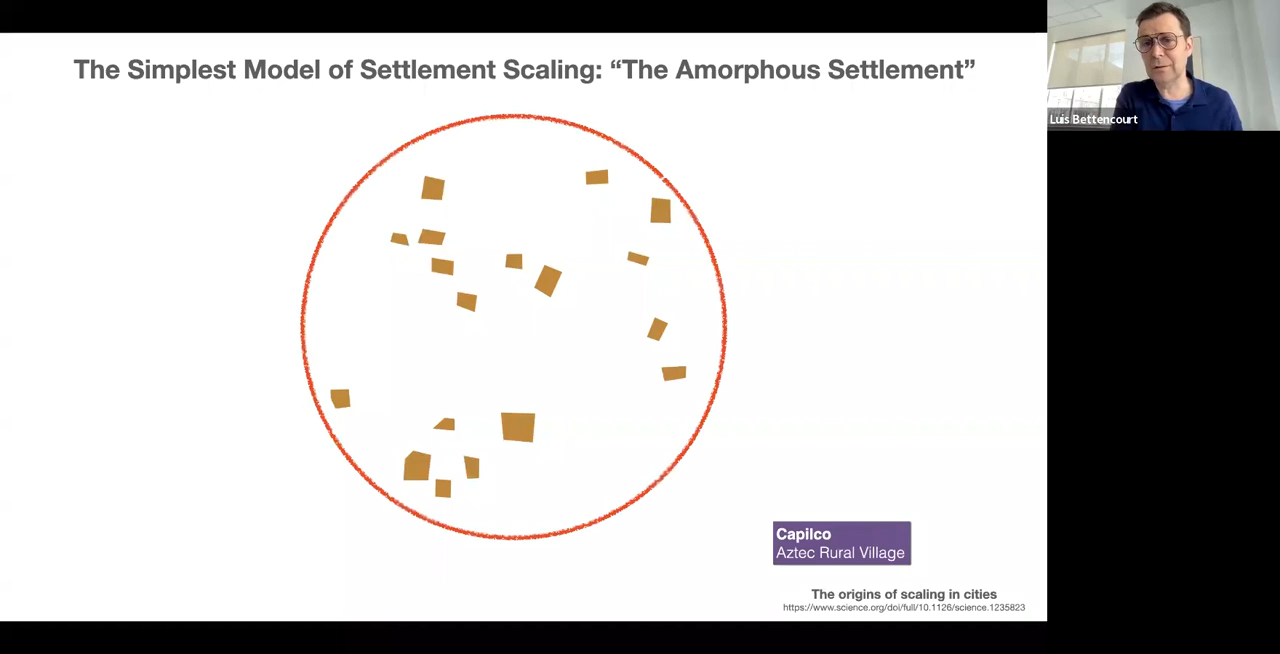 The Simplest Model of Settlement Scaling: “The Amorphous Settlement”
Luis Bettencourt
Capilco
Aztec Rural Village
The origins of scaling in cities
https://www.science.org/doi/full/10.1126/science.1235823